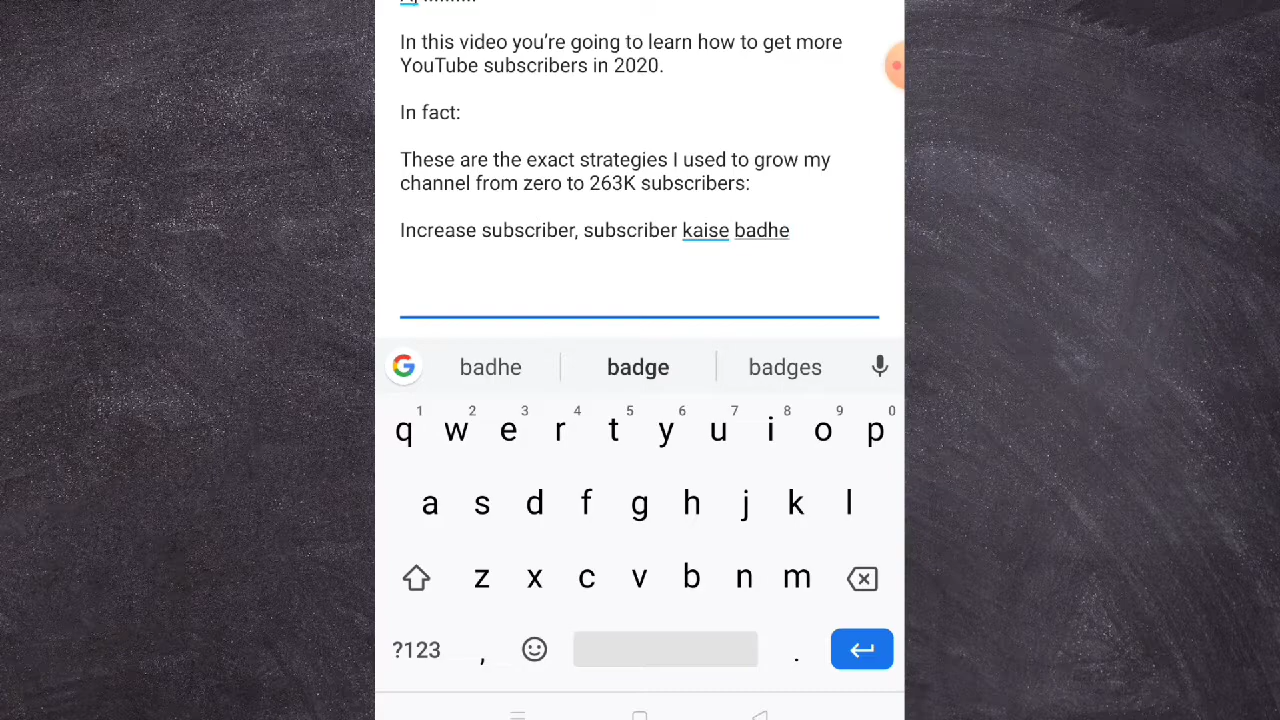 In this video you're going to learn how to get more
YouTube subscribers in 2020.
In fact:
These are the exact strategies I used to grow my
channel from zero to 263K subscribers:
Increase subscriber, subscriber kaise badhe
badhe badge badges
1 2 3 4 5 6 7 8 9 0
q w e r t y u i o p
a s d f g h j k l
z x c v b n m
?123 , .